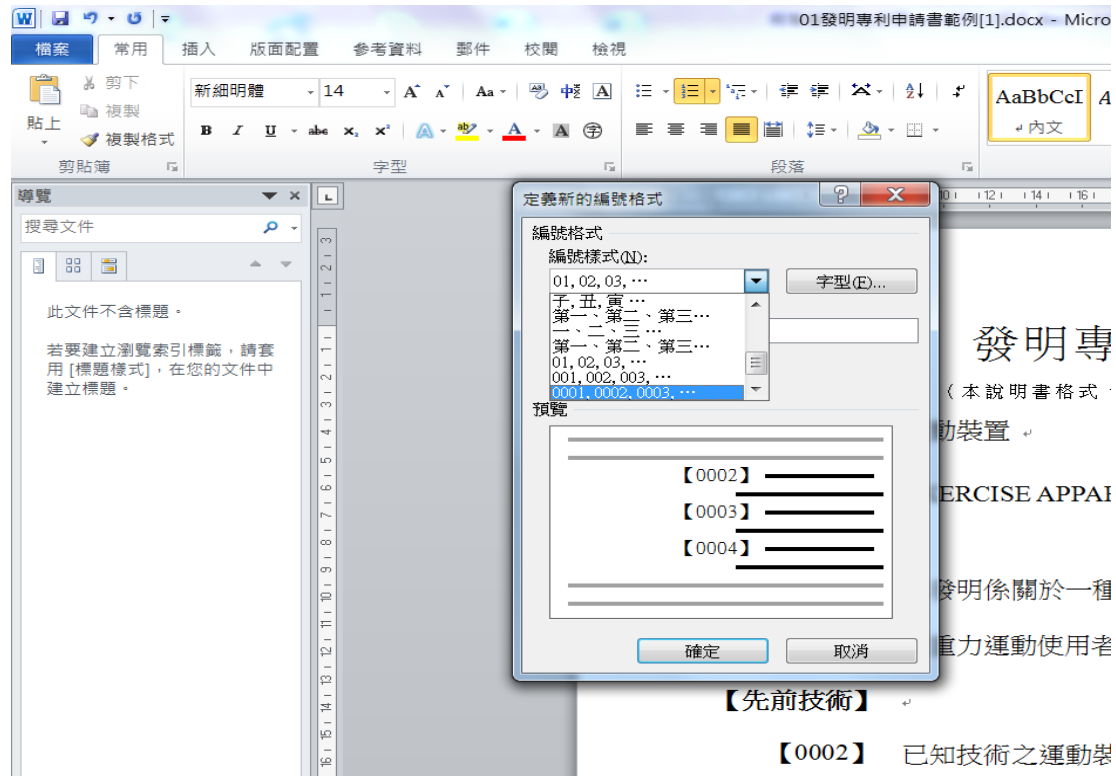 01發明專利申請書範例[1].docx - Micro
檔案 常用 插入 版面配置 參考資料 郵件 校閱 檢視
剪下
複製
貼上
複製格式
剪貼簿
新細明體 14
字型
段落
AaBbCcI
內文
導覽
搜尋文件
此文件不含標題。
若要建立瀏覽索引標籤，請套
用 [標題樣式]，在您的文件中
建立標題。
定義新的編號格式
編號格式
編號樣式(N):
01, 02, 03, …
字型(F)...
子, 丑, 寅 …
第一、第二、第三…
一、二、三 …
第一、第二、第三…
01, 02, 03, …
001, 002, 003, …
0001, 0002, 0003, …
預覽
【0002】
【0003】
【0004】
確定 取消
發明專
（本說明書格式
動裝置
ERCISE APPA
發明係關於一種
重力運動使用者
【先前技術】
【0002】 已知技術之運動裝